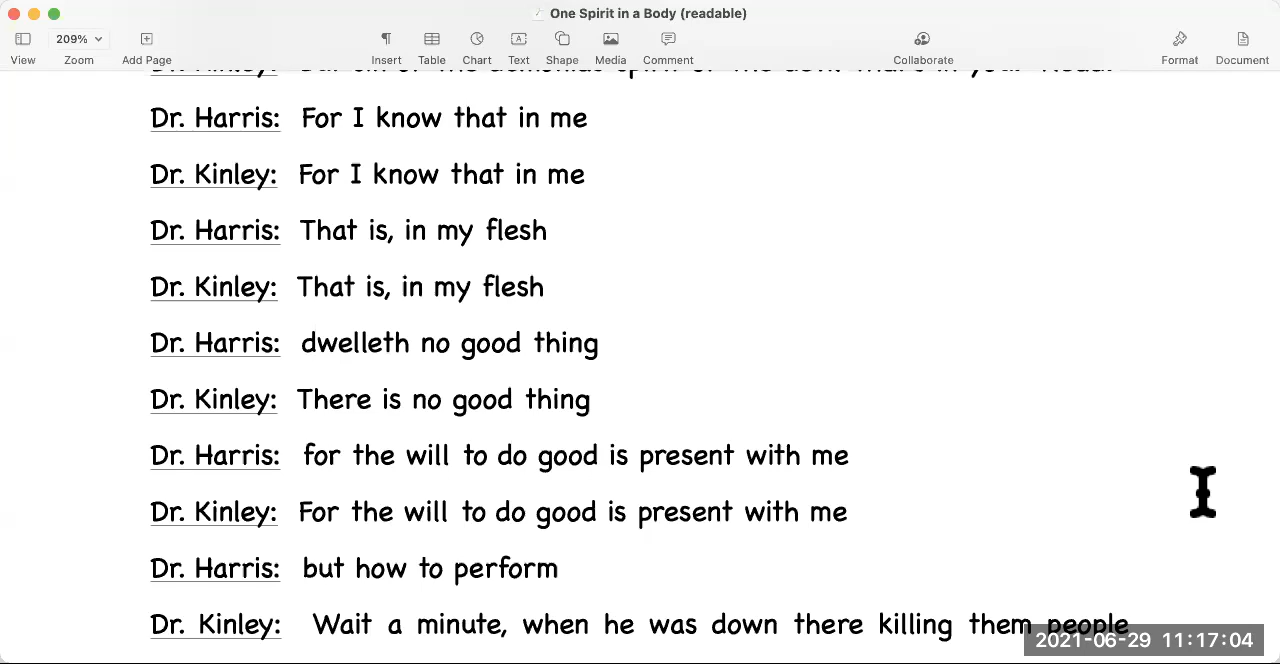 One Spirit in a Body (readable)
209%
View Zoom Add Page Insert Table Chart Text Shape Media Comment Collaborate Format Document
Dr. Harris: For I know that in me
Dr. Kinley: For I know that in me
Dr. Harris: That is, in my flesh
Dr. Kinley: That is, in my flesh
Dr. Harris: dwelleth no good thing
Dr. Kinley: There is no good thing
Dr. Harris: for the will to do good is present with me
Dr. Kinley: For the will to do good is present with me
Dr. Harris: but how to perform
Dr. Kinley: Wait a minute, when he was down there killing them people
2021-06-29 11:17:04